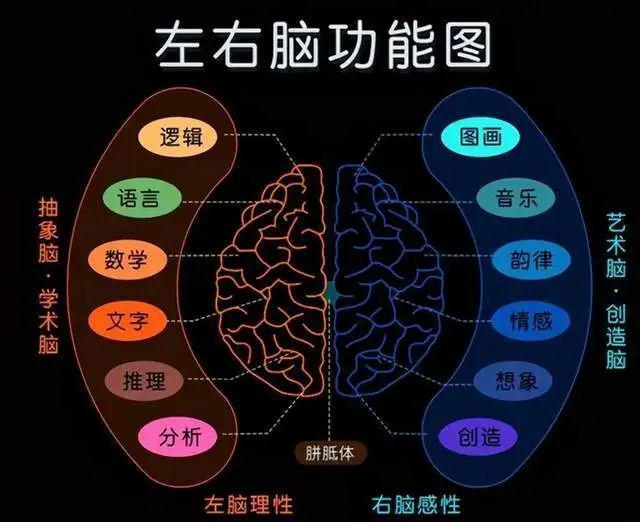 左右脑功能图
逻辑
语言
数学
文字
推理
分析
抽象脑·学术脑
图画
音乐
韵律
情感
想象
创造
艺术脑·创造脑
胼胝体
左脑理性
右脑感性